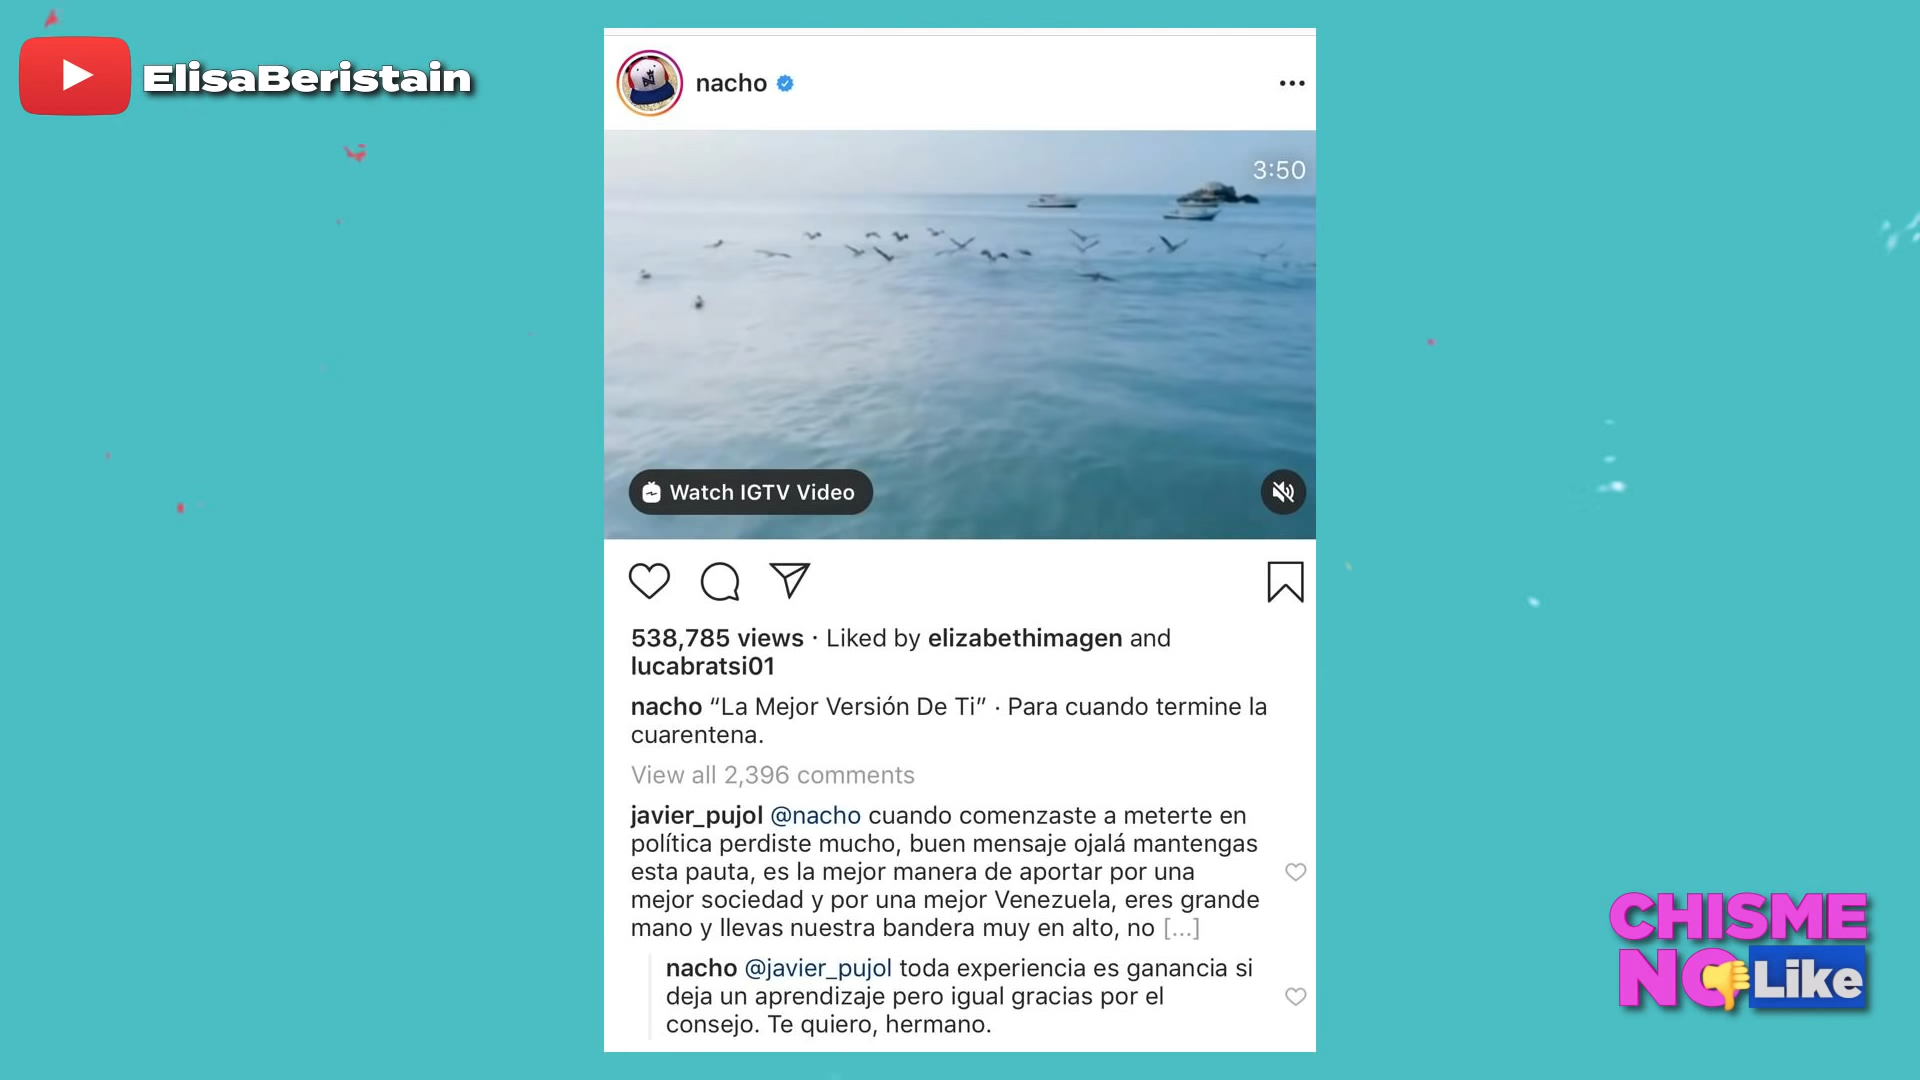 ElisaBeristain
nacho
3:50
Watch IGTV Video
538,785 views · Liked by elizabethimagen and
lucabratsi01
nacho “La Mejor Versión De Ti” · Para cuando termine la
cuarentena.
View all 2,396 comments
javier_pujol @nacho cuando comenzaste a meterte en
política perdiste mucho, buen mensaje ojalá mantengas
esta pauta, es la mejor manera de aportar por una
mejor sociedad y por una mejor Venezuela, eres grande
mano y llevas nuestra bandera muy en alto, no [...]
nacho @javier_pujol toda experiencia es ganancia si
deja un aprendizaje pero igual gracias por el
consejo. Te quiero, hermano.
CHISME
NO Like